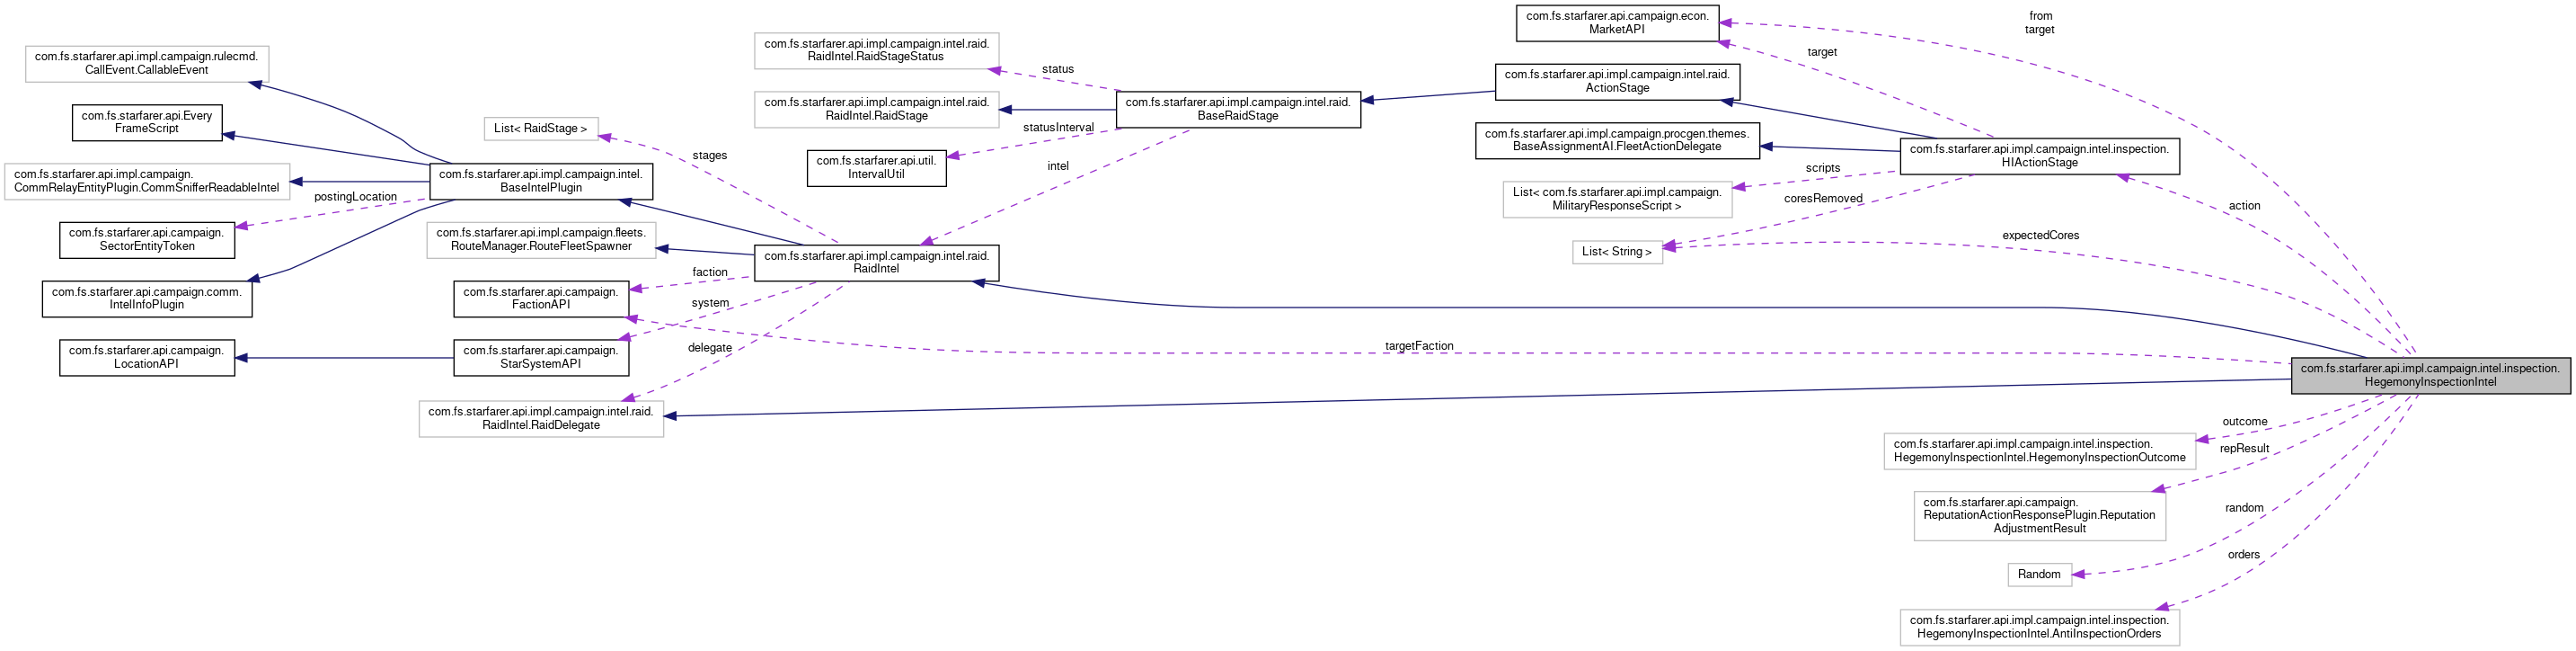 com.fs.starfarer.api.impl.campaign.rulecmd.
CallEvent.CallableEvent
com.fs.starfarer.api.Every
FrameScript
com.fs.starfarer.api.impl.campaign.
CommRelayEntityPlugin.CommSnifferReadableIntel
com.fs.starfarer.api.campaign.
SectorEntityToken
com.fs.starfarer.api.campaign.comm.
IntelInfoPlugin
com.fs.starfarer.api.campaign.
LocationAPI
postingLocation
List< RaidStage >
com.fs.starfarer.api.impl.campaign.intel.
BaseIntelPlugin
com.fs.starfarer.api.impl.campaign.fleets.
RouteManager.RouteFleetSpawner
com.fs.starfarer.api.campaign.
FactionAPI
com.fs.starfarer.api.campaign.
StarSystemAPI
com.fs.starfarer.api.impl.campaign.intel.raid.
RaidIntel.RaidDelegate
stages
faction
system
delegate
com.fs.starfarer.api.impl.campaign.intel.raid.
RaidIntel.RaidStageStatus
com.fs.starfarer.api.impl.campaign.intel.raid.
RaidIntel.RaidStage
com.fs.starfarer.api.util.
IntervalUtil
com.fs.starfarer.api.impl.campaign.intel.raid.
RaidIntel
status
statusInterval
intel
com.fs.starfarer.api.impl.campaign.intel.raid.
BaseRaidStage
targetFaction
com.fs.starfarer.api.campaign.econ.
MarketAPI
com.fs.starfarer.api.impl.campaign.intel.raid.
ActionStage
com.fs.starfarer.api.impl.campaign.procgen.themes.
BaseAssignmentAI.FleetActionDelegate
List< com.fs.starfarer.api.impl.campaign.
MilitaryResponseScript >
List< String >
target
scripts
coresRemoved
expectedCores
from
target
com.fs.starfarer.api.impl.campaign.intel.inspection.
HIActionStage
action
com.fs.starfarer.api.impl.campaign.intel.inspection.
HegemonyInspectionIntel
outcome
com.fs.starfarer.api.impl.campaign.intel.inspection.
HegemonyInspectionIntel.HegemonyInspectionOutcome
repResult
com.fs.starfarer.api.campaign.
ReputationActionResponsePlugin.Reputation
AdjustmentResult
random
Random
orders
com.fs.starfarer.api.impl.campaign.intel.inspection.
HegemonyInspectionIntel.AntiInspectionOrders